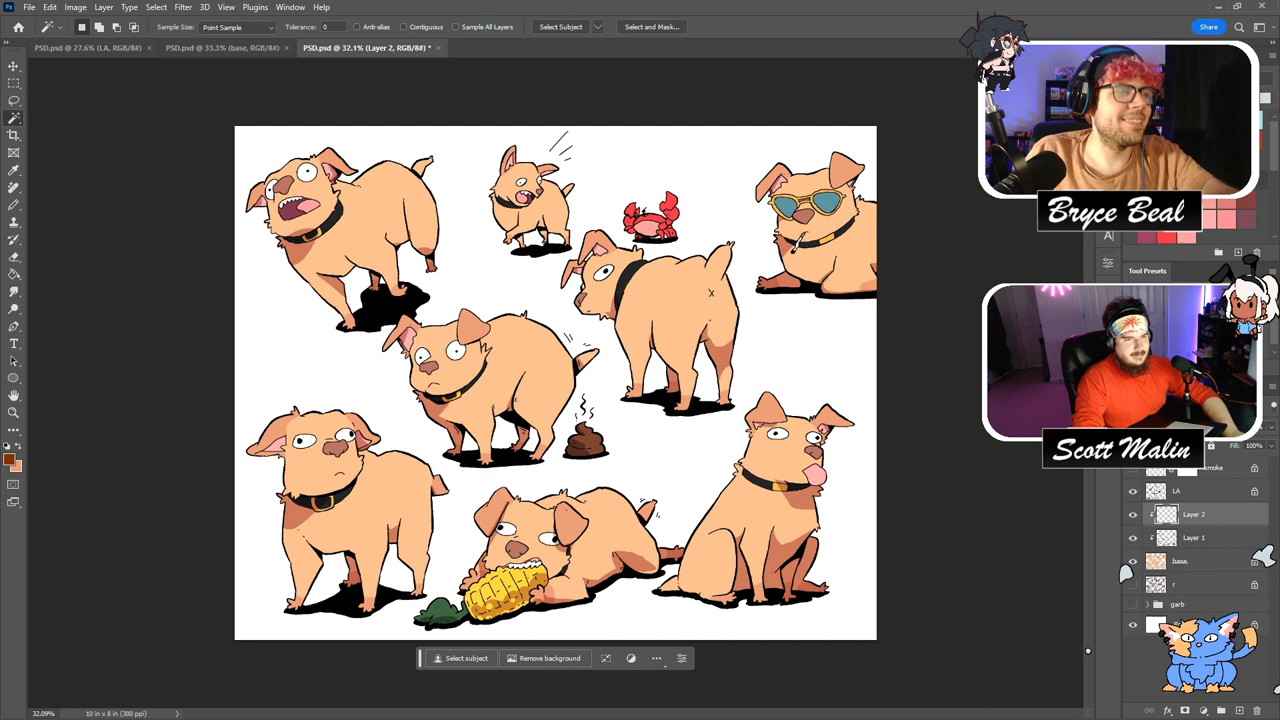 File Edit Image Layer Type Select Filter 3D View Plugins Window Help
Sample Size: Point Sample Tolerance: 0 Anti-alias Contiguous Sample All Layers Select Subject Select and Mask... Share
PSD.psd @ 27.6% (LA, RGB/8#) × PSD.psd @ 33.3% (base, RGB/8#) × PSD.psd @ 32.1% (Layer 2, RGB/8#) * ×
Bryce Beal
Tool Presets
Scott Malin
Fill: 100%
smoke
LA
Layer 2
Layer 1
base
r
garb
Select subject Remove background
32.09% 10 in x 8 in (300 ppi)